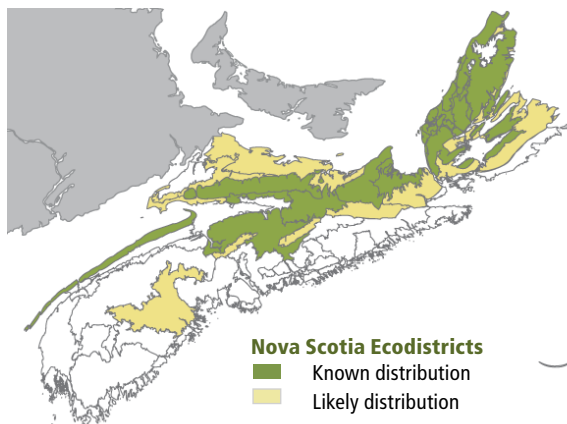 Nova Scotia Ecodistricts
Known distribution
Likely distribution